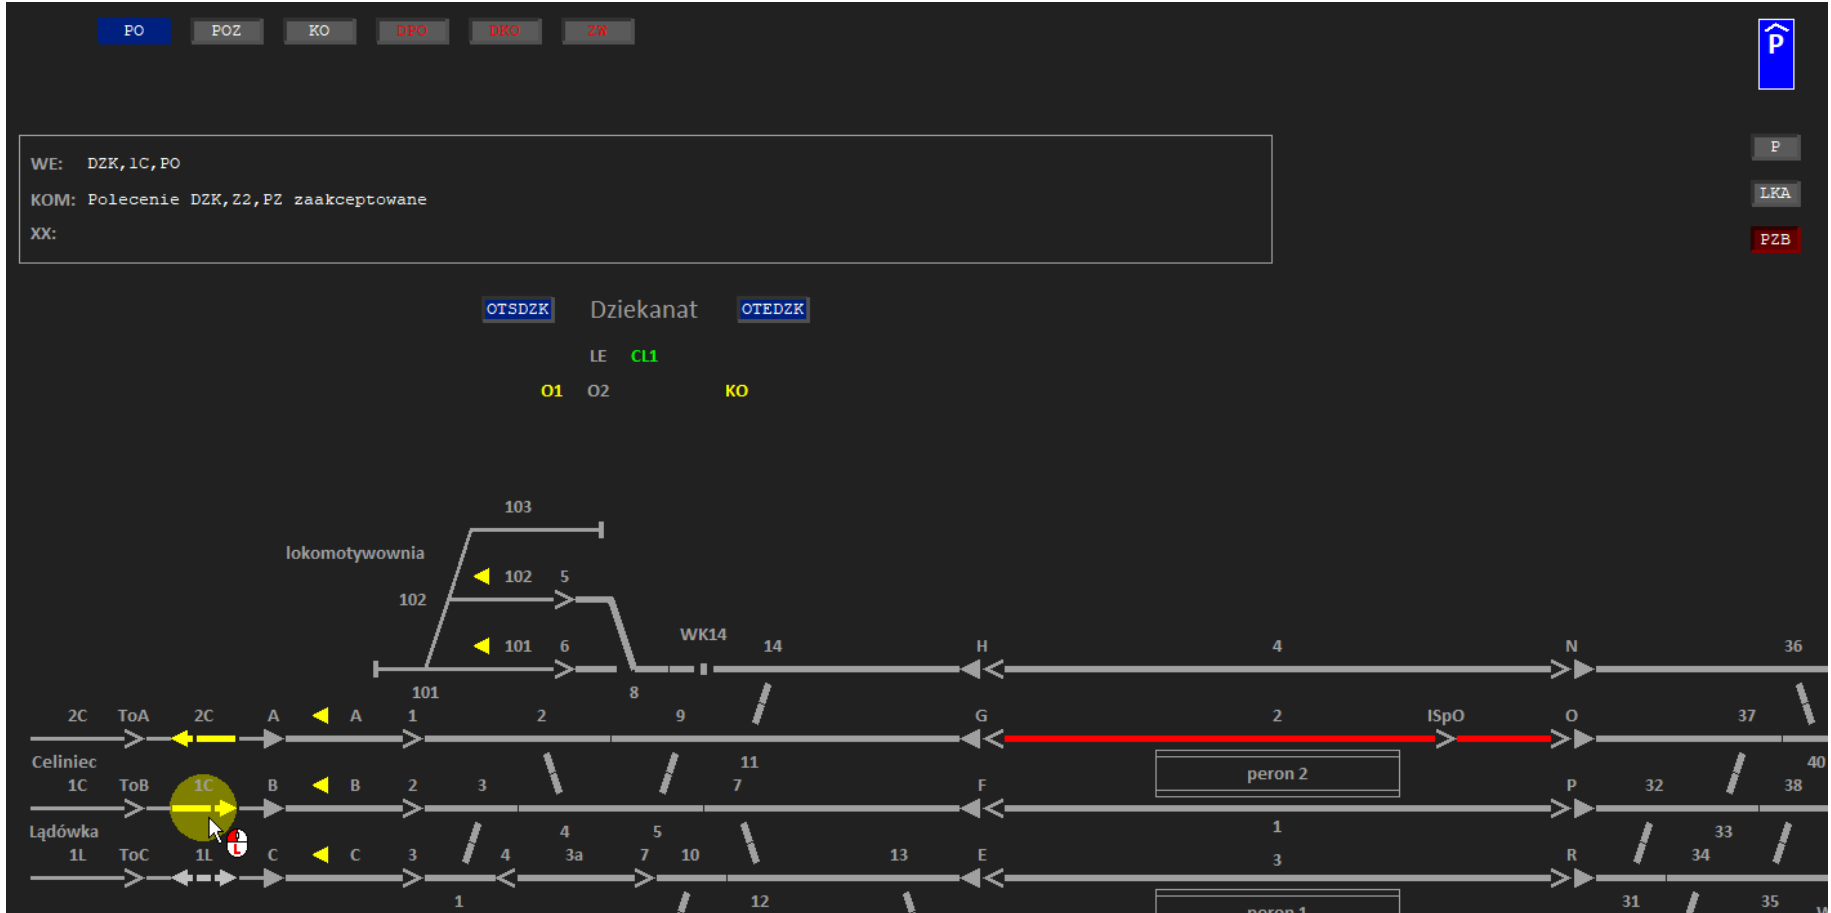 PO POZ KO DPO DKO ZW
P
P
WE: DZK,1C,PO
LKA
KOM: Polecenie DZK,Z2,PZ zaakceptowane
XX:
PZB
OTSDZK Dziekanat OTEDZK
LE CL1
O1 O2 KO
103
lokomotywownia
102 5
102
WK14
101 6 14 H 4 N 36
101 8
2C ToA 2C A A 1 2 9 G 2 ISpO O 37
Celiniec 11 40
peron 2
1C ToB 1C B B 2 3 7 F P 32 38
Lądówka 4 5 1 33
L
1L ToC 1L C C 3 4 3a 7 10 13 E 3 R 34
1 12 31 35
peron 1